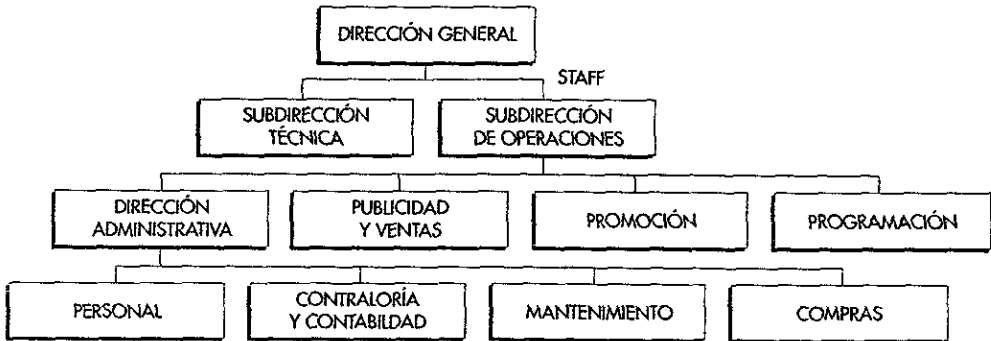 DIRECCIÓN GENERAL
STAFF
SUBDIRECCIÓN
TÉCNICA
SUBDIRECCIÓN
DE OPERACIONES
DIRECCIÓN
ADMINISTRATIVA
PUBLICIDAD
Y VENTAS
PROMOCIÓN
PROGRAMACIÓN
PERSONAL
CONTRALORÍA
Y CONTABILDAD
MANTENIMIENTO
COMPRAS